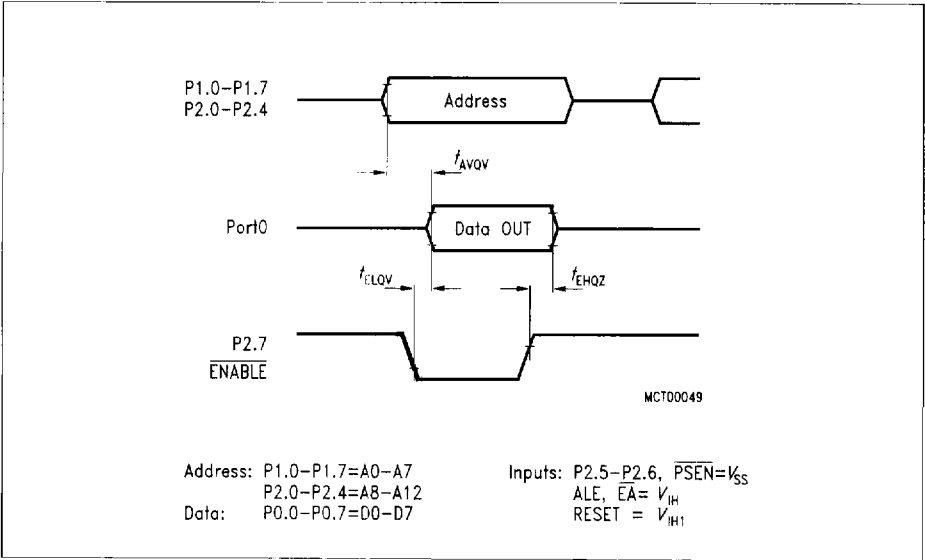 P1.0-P1.7
P2.0-P2.4
Address
tAVQV
Port0
Data OUT
tELQV
tEHQZ
P2.7
ENABLE
MCT00049
Address: P1.0-P1.7=A0-A7
P2.0-P2.4=A8-A12
Data: P0.0-P0.7=D0-D7
Inputs: P2.5-P2.6, PSEN=VSS
ALE, EA= VIH
RESET = VIH1